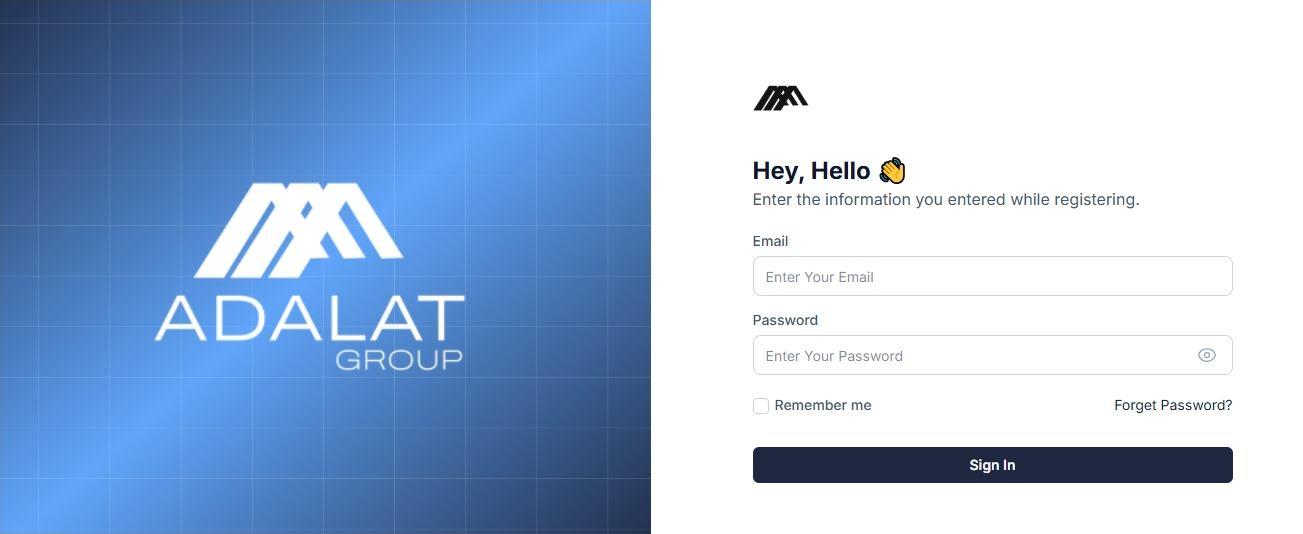 ADALAT
GROUP
Hey, Hello 👋
Enter the information you entered while registering.
Email
Enter Your Email
Password
Enter Your Password
Remember me
Forget Password?
Sign In